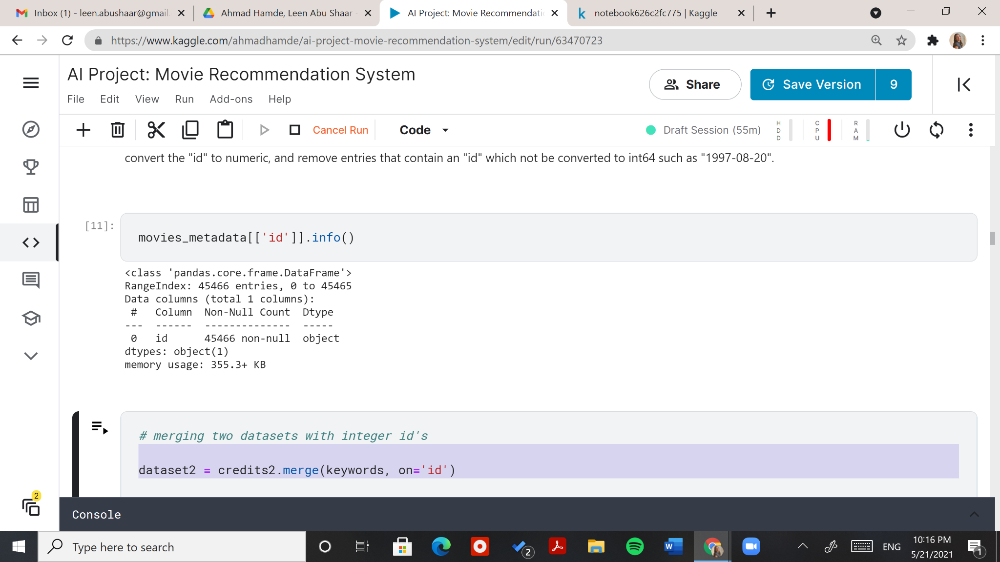 Inbox (1) - leen.abushaar@gmail.
Ahmad Hamde, Leen Abu Shaar -
AI Project: Movie Recommendatio
notebook626c2fc775 | Kaggle
https://www.kaggle.com/ahmadhamde/ai-project-movie-recommendation-system/edit/run/63470723
AI Project: Movie Recommendation System
Share
Save Version
9
File Edit View Run Add-ons Help
Cancel Run
Code
Draft Session (55m)
HDD
CPU
RAM
convert the "id" to numeric, and remove entries that contain an "id" which not be converted to int64 such as "1997-08-20".
[11]:
movies_metadata[['id']].info()
<class 'pandas.core.frame.DataFrame'>
RangeIndex: 45466 entries, 0 to 45465
Data columns (total 1 columns):
 #   Column  Non-Null Count  Dtype
---  ------  --------------  -----
 0   id      45466 non-null  object
dtypes: object(1)
memory usage: 355.3+ KB
# merging two datasets with integer id's
dataset2 = credits2.merge(keywords, on='id')
2
Console
Type here to search
2
W
ENG
10:16 PM
5/21/2021
1